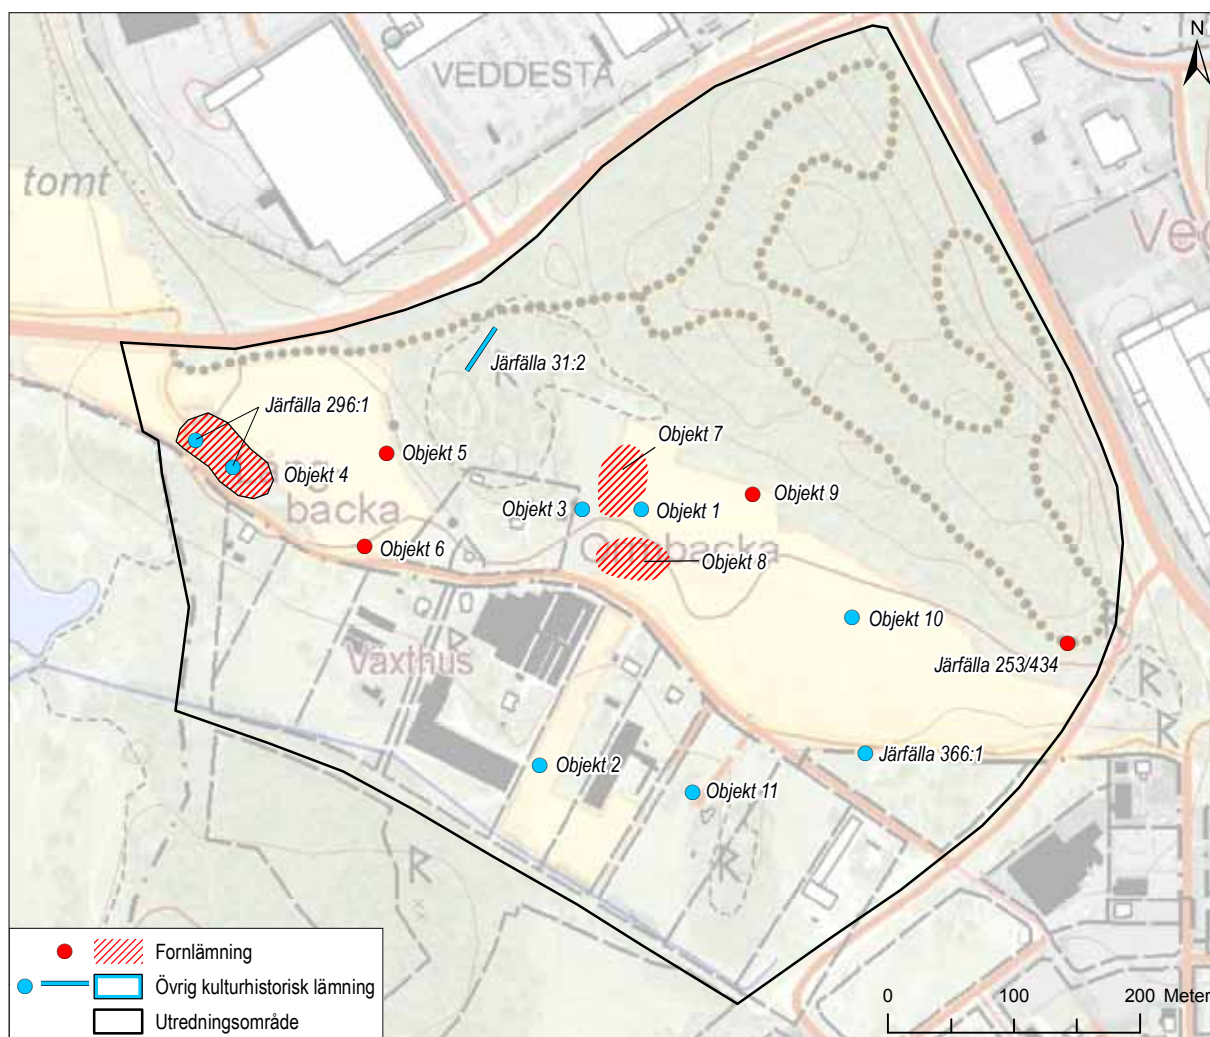 VEDDESTA
N
tomt
Ved
Järfälla 31:2
Järfälla 296:1
Objekt 7
Objekt 5
Objekt 4
Objekt 9
backa
Objekt 3
Objekt 1
Objekt 6
Objekt 8
Objekt 10
Växthus
Järfälla 253/434
Järfälla 366:1
Objekt 2
Objekt 11
R
R
R
R
R
Fornlämning
Övrig kulturhistorisk lämning
Utredningsområde
0 100 200 Meter